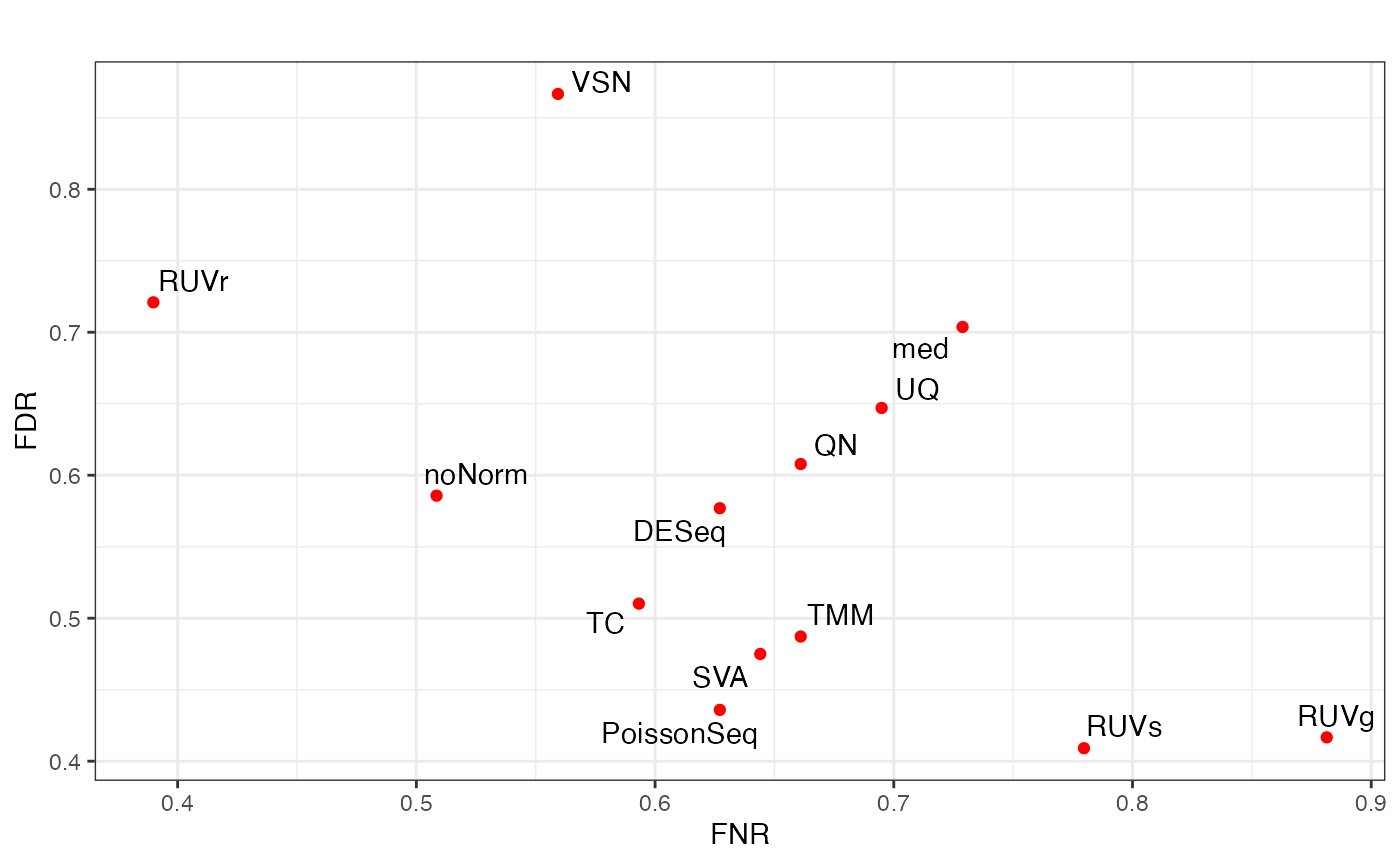 VSN
0.8
RUVr
0.7
med
UQ
QN
0.6
noNorm
DESeq
FDR
TC
TMM
0.5
SVA
PoissonSeq
RUVs
RUVg
0.4
0.4
0.5
0.6
0.7
0.8
0.9
FNR